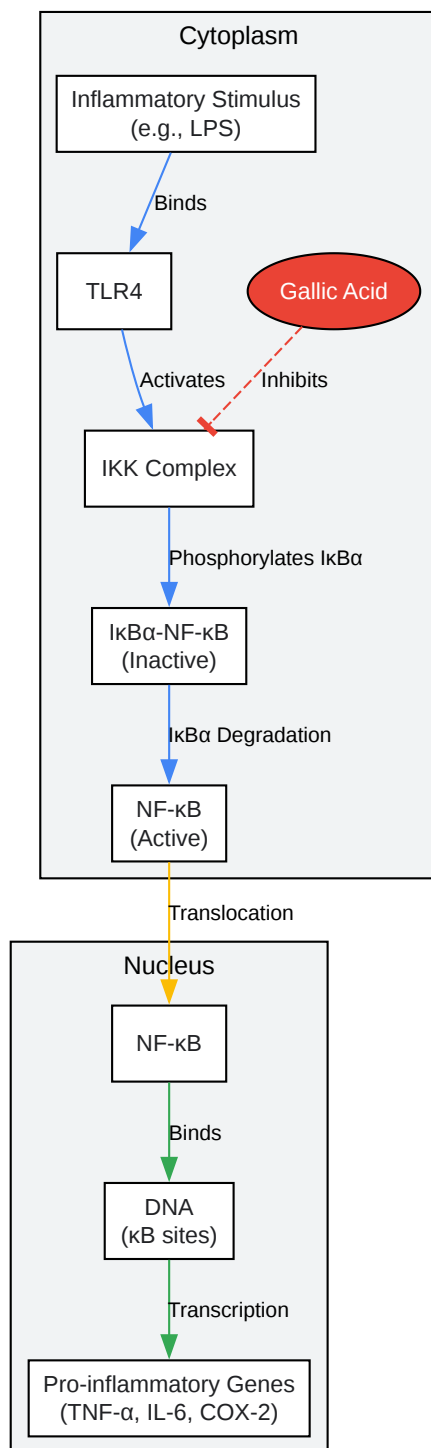 Cytoplasm
Inflammatory Stimulus
(e.g., LPS)
Binds
TLR4
Gallic Acid
Activates
Inhibits
IKK Complex
Phosphorylates IκBα
IκBα-NF-κB
(Inactive)
IκBα Degradation
NF-κB
(Active)
Translocation
Nucleus
NF-κB
Binds
DNA
(κB sites)
Transcription
Pro-inflammatory Genes
(TNF-α, IL-6, COX-2)